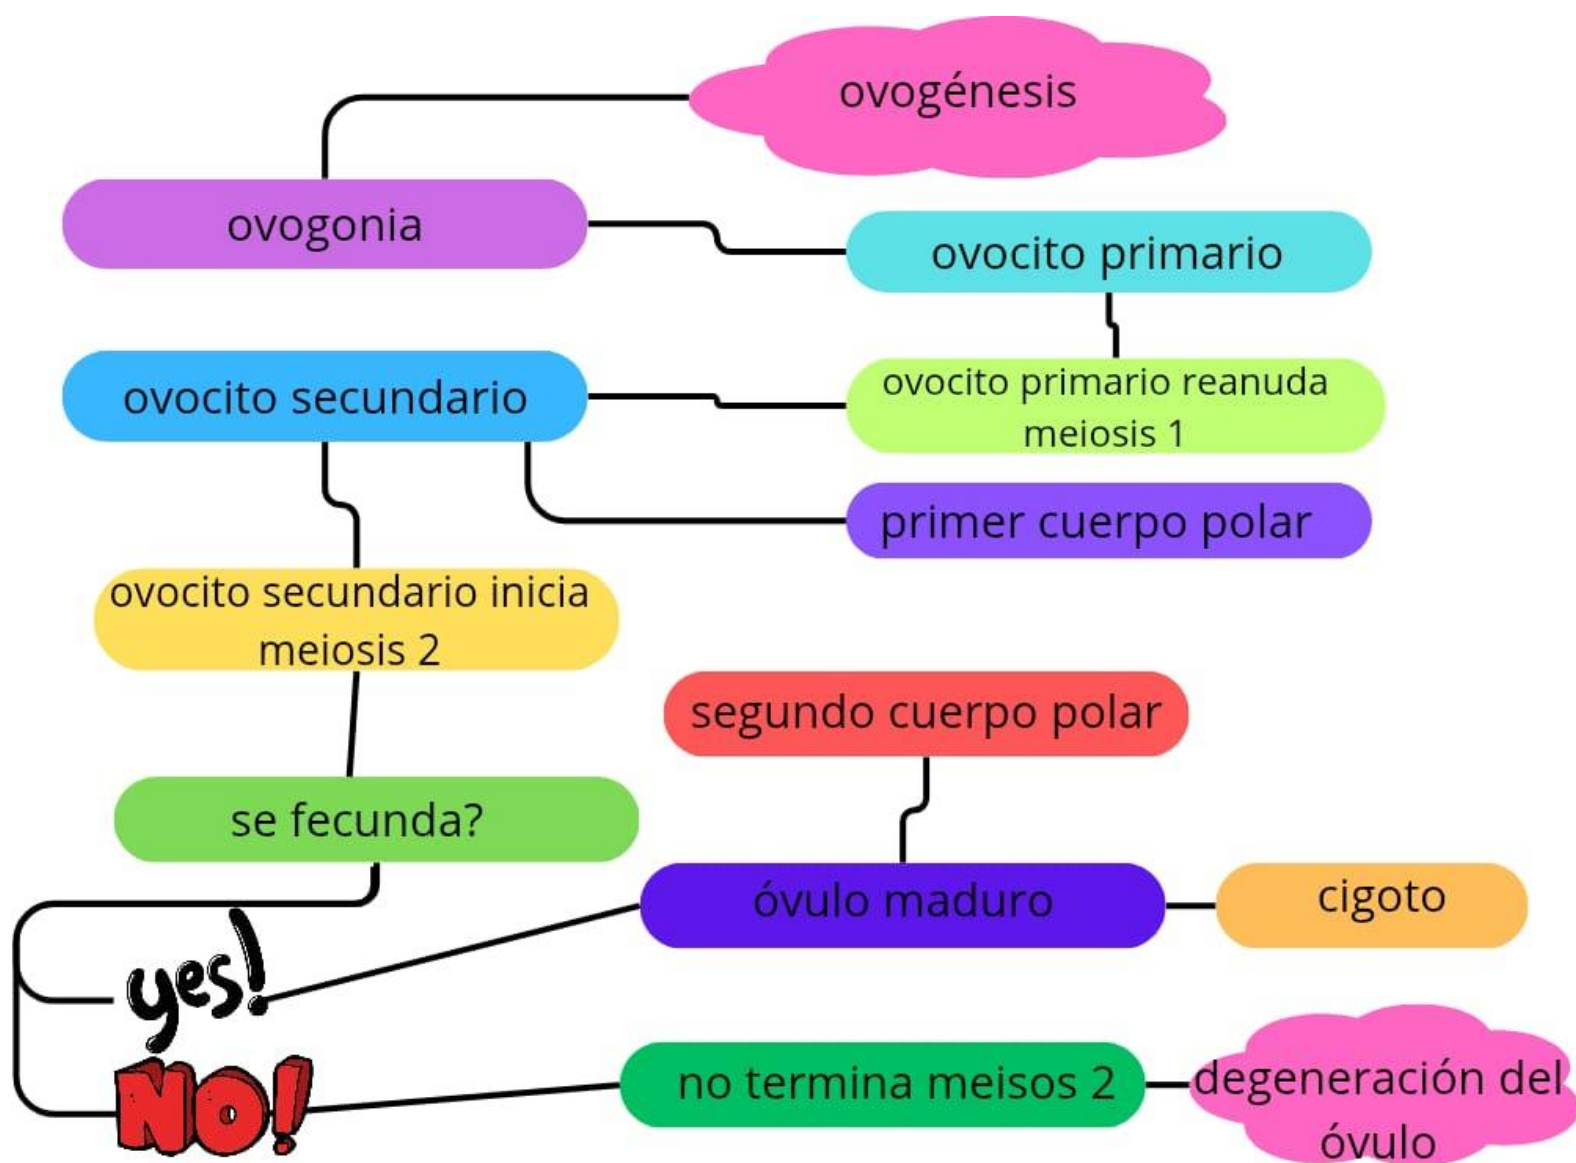 ovogénesis
ovogonia
ovocito primario
ovocito secundario
ovocito primario reanuda
meiosis 1
primer cuerpo polar
ovocito secundario inicia
meiosis 2
segundo cuerpo polar
se fecunda?
óvulo maduro
cigoto
yes!
NO!
no termina meisos 2
degeneración del
óvulo